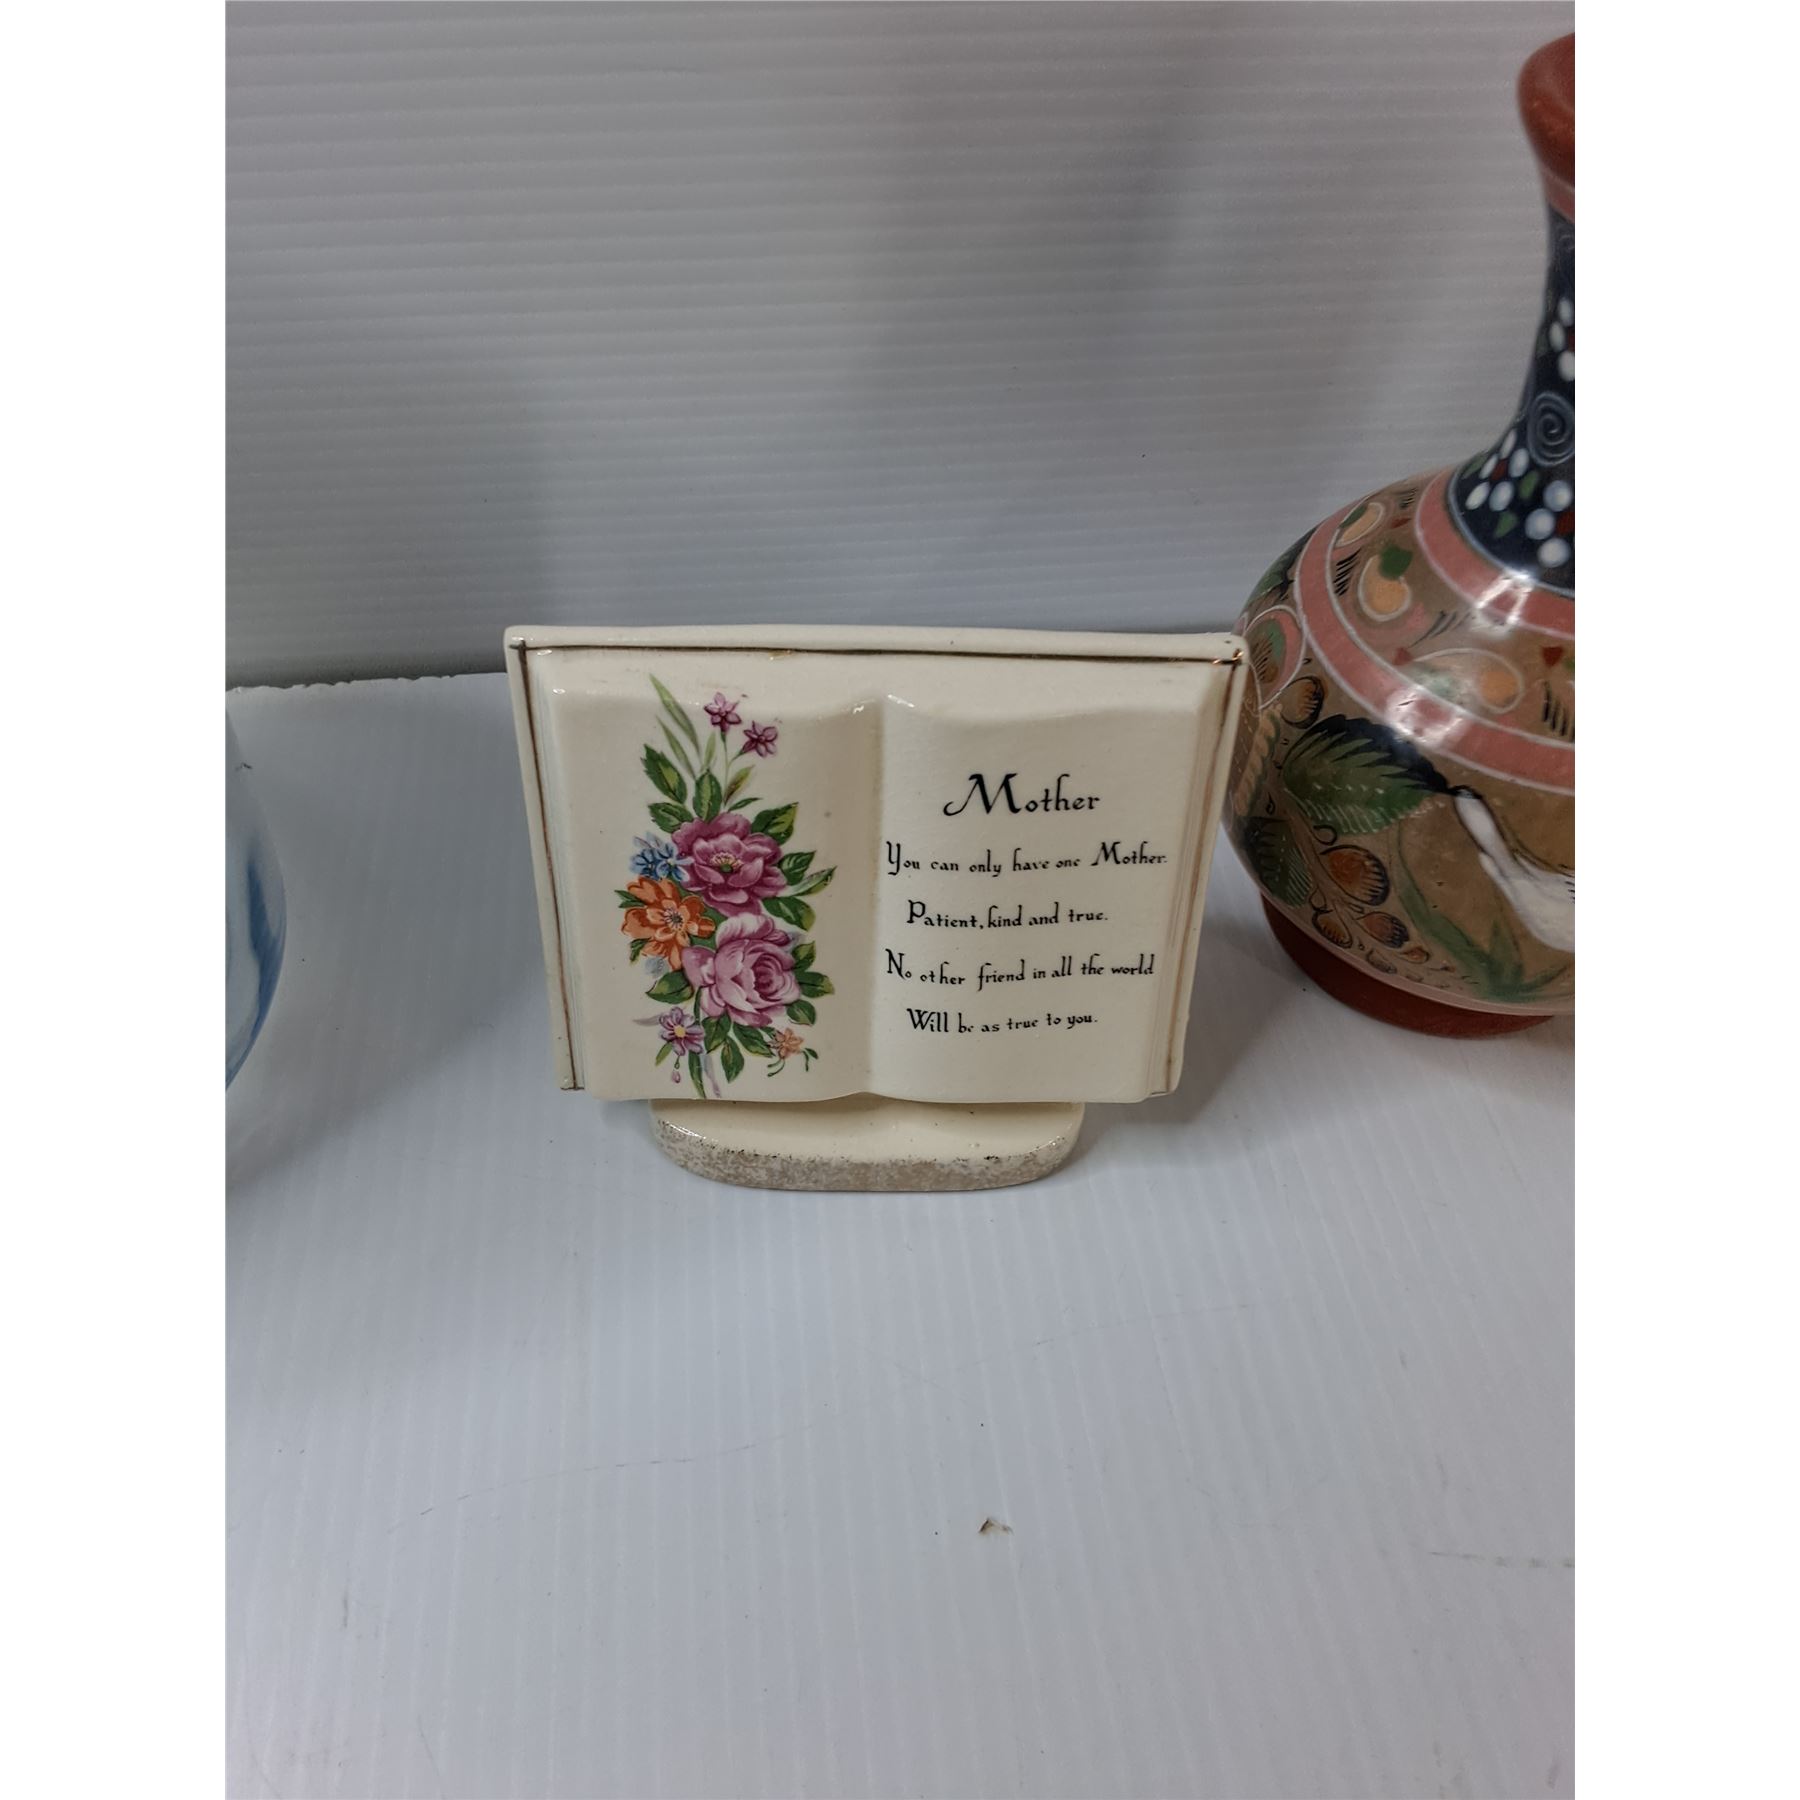 Mother
You can only have one Mother.
Patient, kind and true.
No other friend in all the world
Will be as true to you.